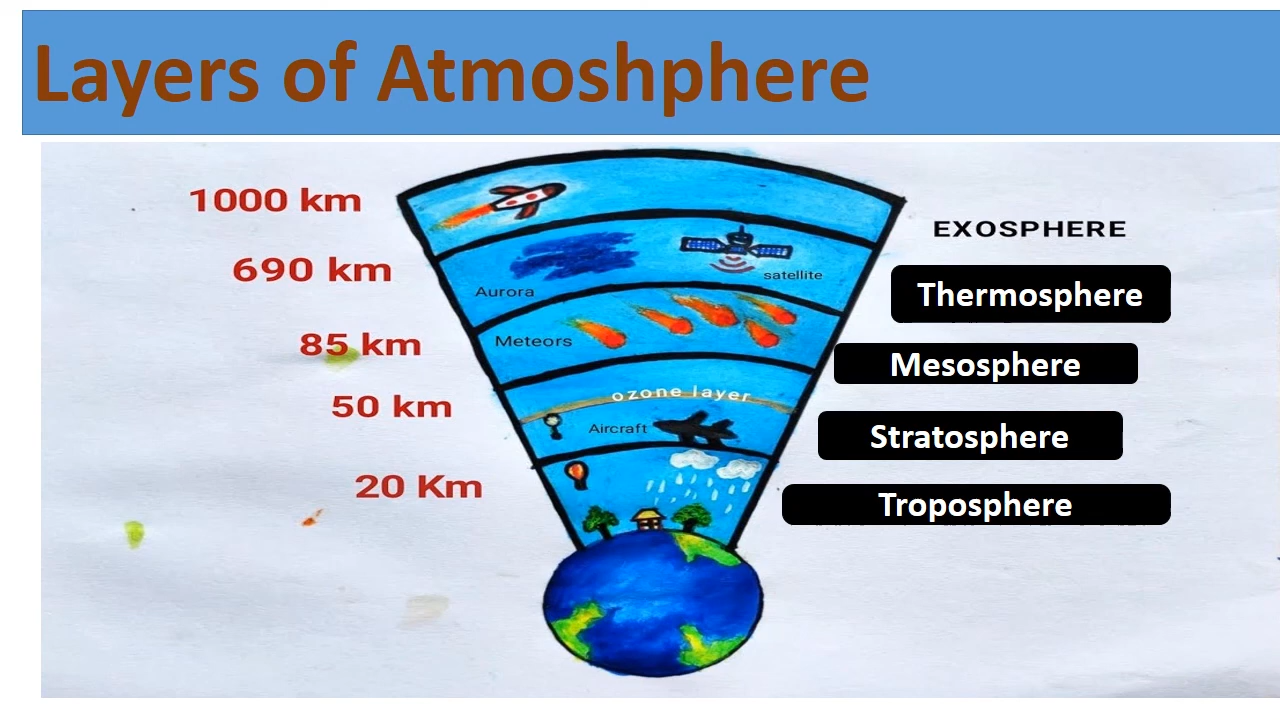 Layers of Atmoshphere
1000 km
EXOSPHERE
690 km
Thermosphere
satellite
Aurora
85 km
Meteors
Mesosphere
50 km
ozone layer
Aircraft
Stratosphere
20 Km
Troposphere